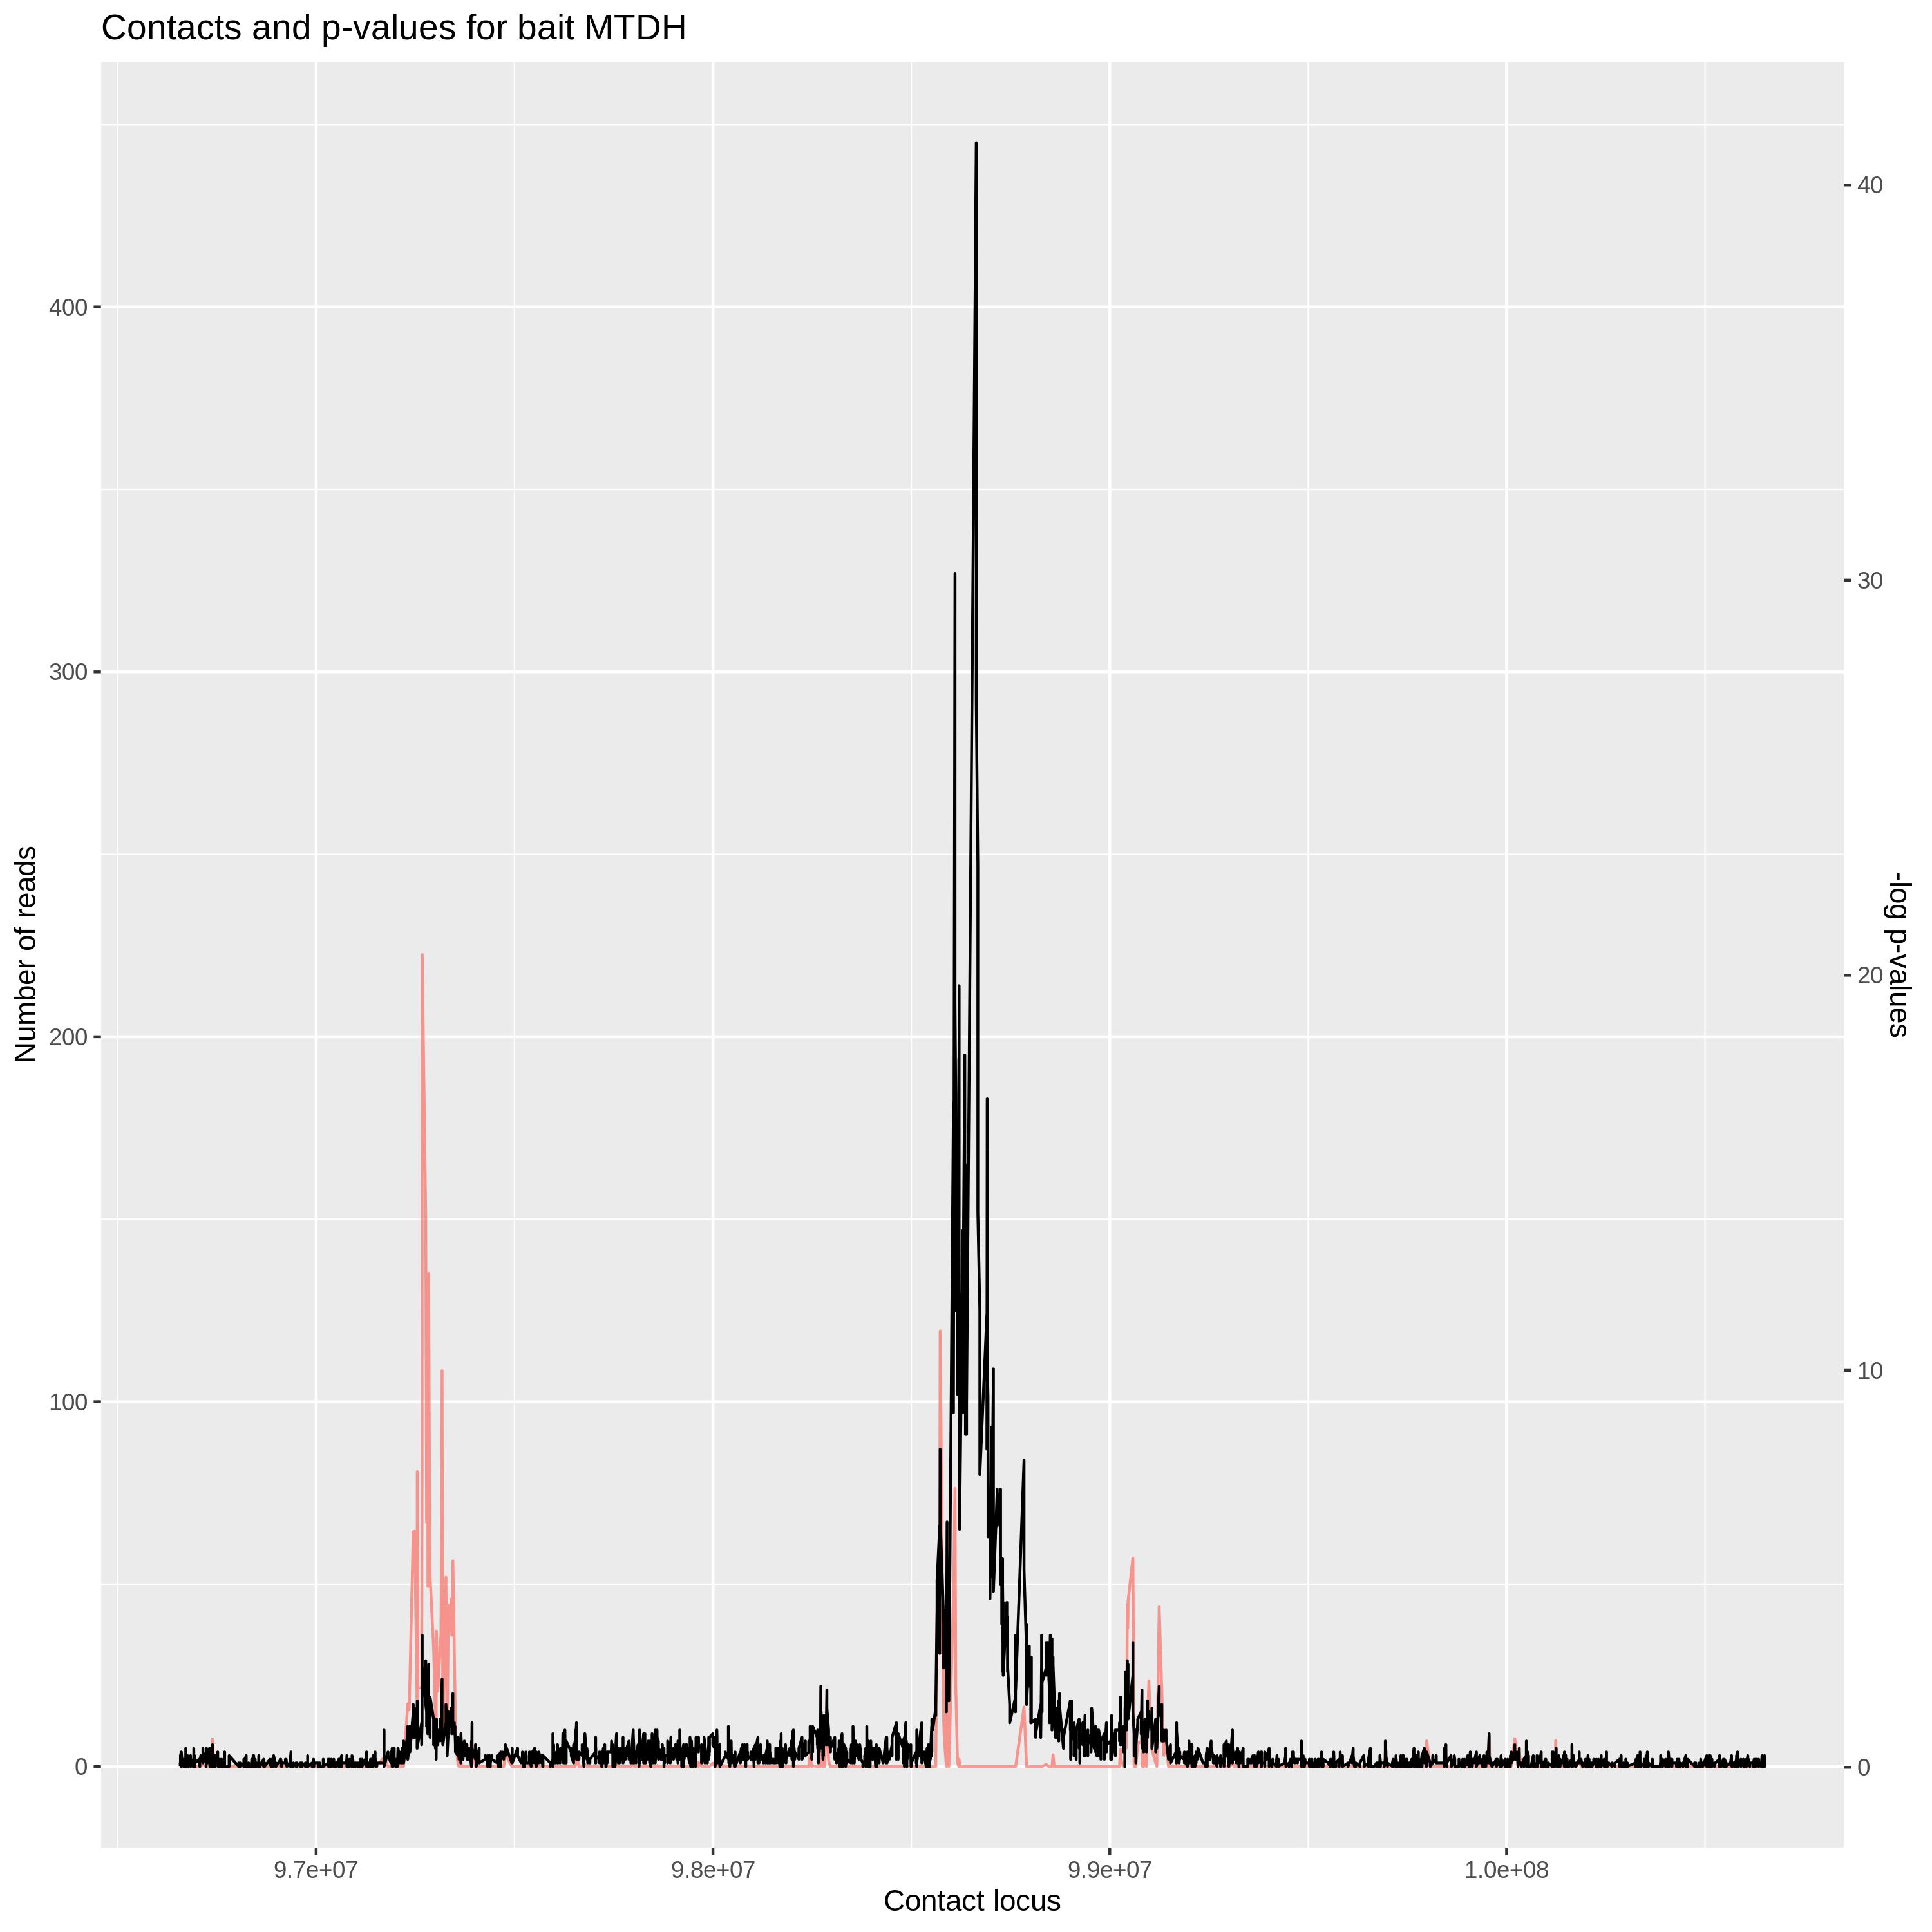 Contacts and p-values for bait MTDH
Number of reads
400
300
200
100
0
40
30
20
10
0
-log p-values
9.7e+07
9.8e+07
9.9e+07
1.0e+08
Contact locus